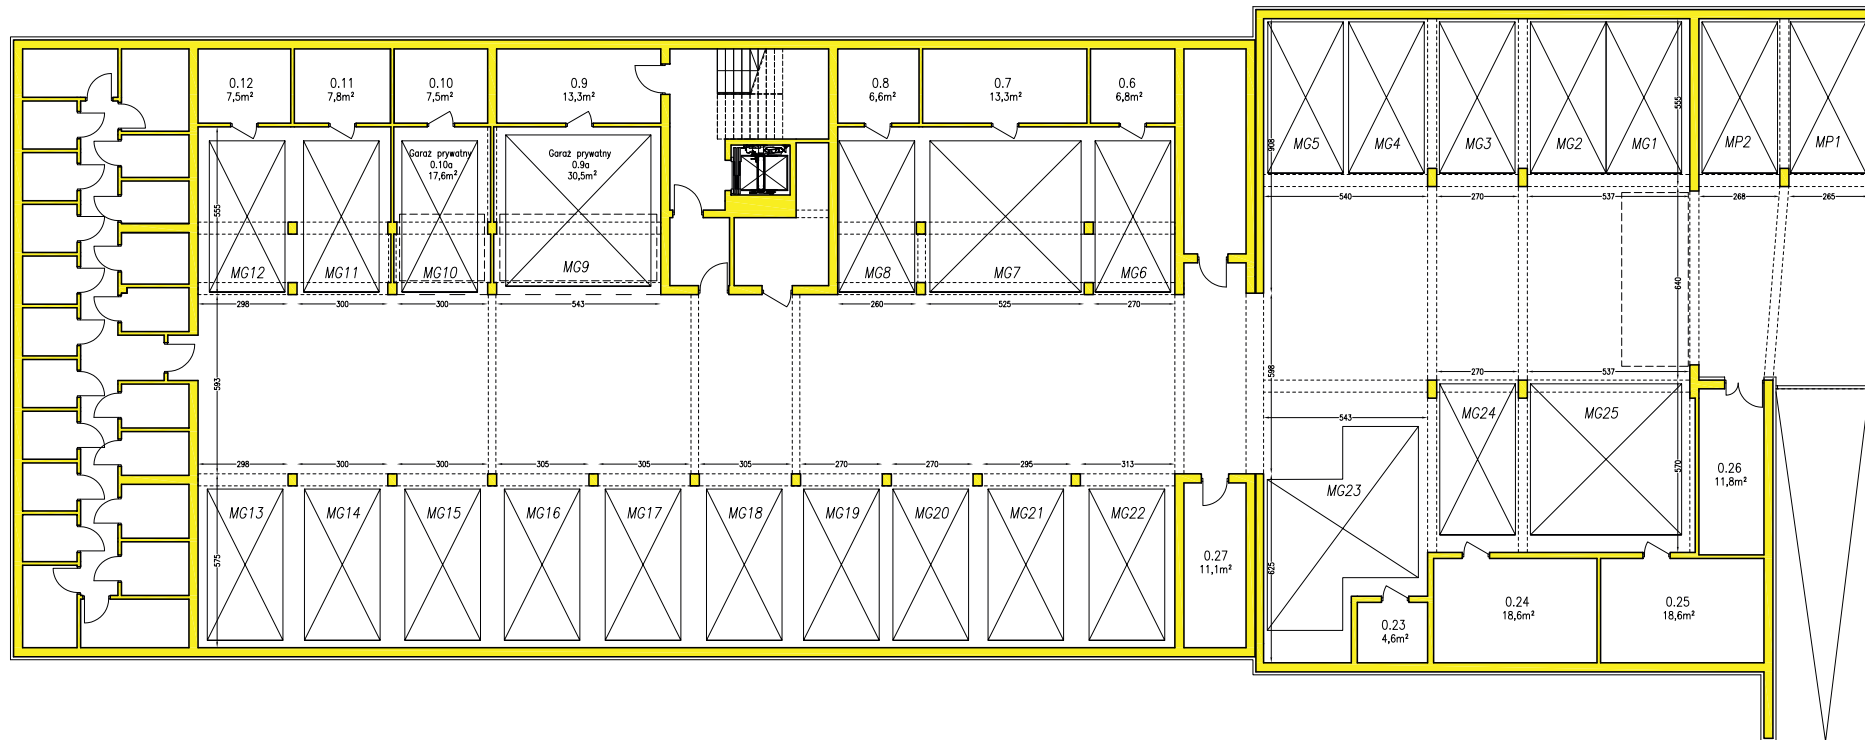 0.12
7,5m²
0.11
7,8m²
0.10
7,5m²
0.9
13,3m²
0.8
6,6m²
0.7
13,3m²
0.6
6,8m²
MG5
MG4
MG3
MG2
MG1
MP2
MP1
555
908
Garaż prywatny
0.10a
17,6m²
Garaż prywatny
0.9a
30,5m²
555
MG12
MG11
MG10
MG9
MG8
MG7
MG6
298
300
300
543
260
525
270
540
270
537
268
265
640
593
598
270
537
543
MG24
MG25
570
298
300
300
305
305
305
270
270
295
313
MG13
MG14
MG15
MG16
MG17
MG18
MG19
MG20
MG21
MG22
MG23
0.26
11,8m²
575
625
0.27
11,1m²
0.23
4,6m²
0.24
18,6m²
0.25
18,6m²